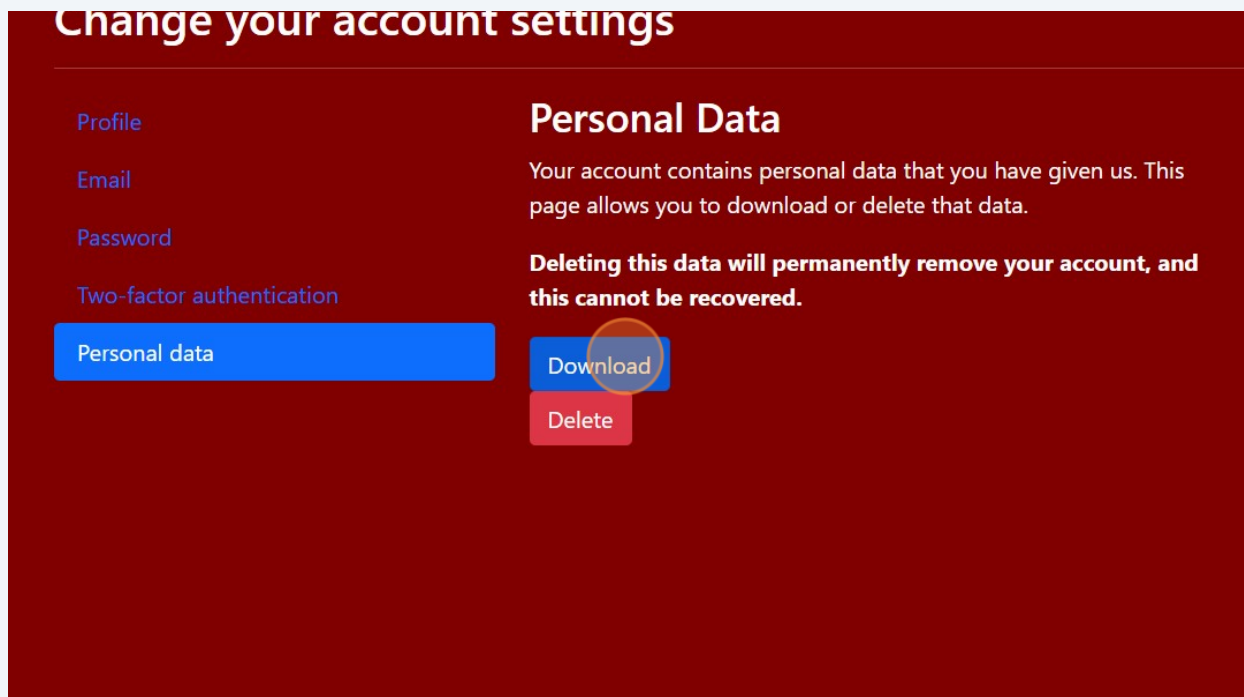 Change your account settings
Profile
Email
Password
Two-factor authentication
Personal data
Personal Data
Your account contains personal data that you have given us. This
page allows you to download or delete that data.
Deleting this data will permanently remove your account, and
this cannot be recovered.
Download
Delete